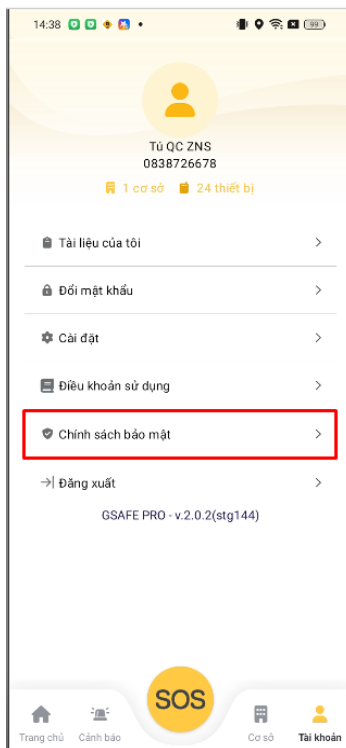 14:38
99
Tú QC ZNS
0838726678
1 cơ sở 24 thiết bị
Tài liệu của tôi
Đổi mật khẩu
Cài đặt
Điều khoản sử dụng
Chính sách bảo mật
Đăng xuất
GSAFE PRO - v.2.0.2(stg144)
SOS
Trang chủ Cảnh báo Cơ sở Tài khoản